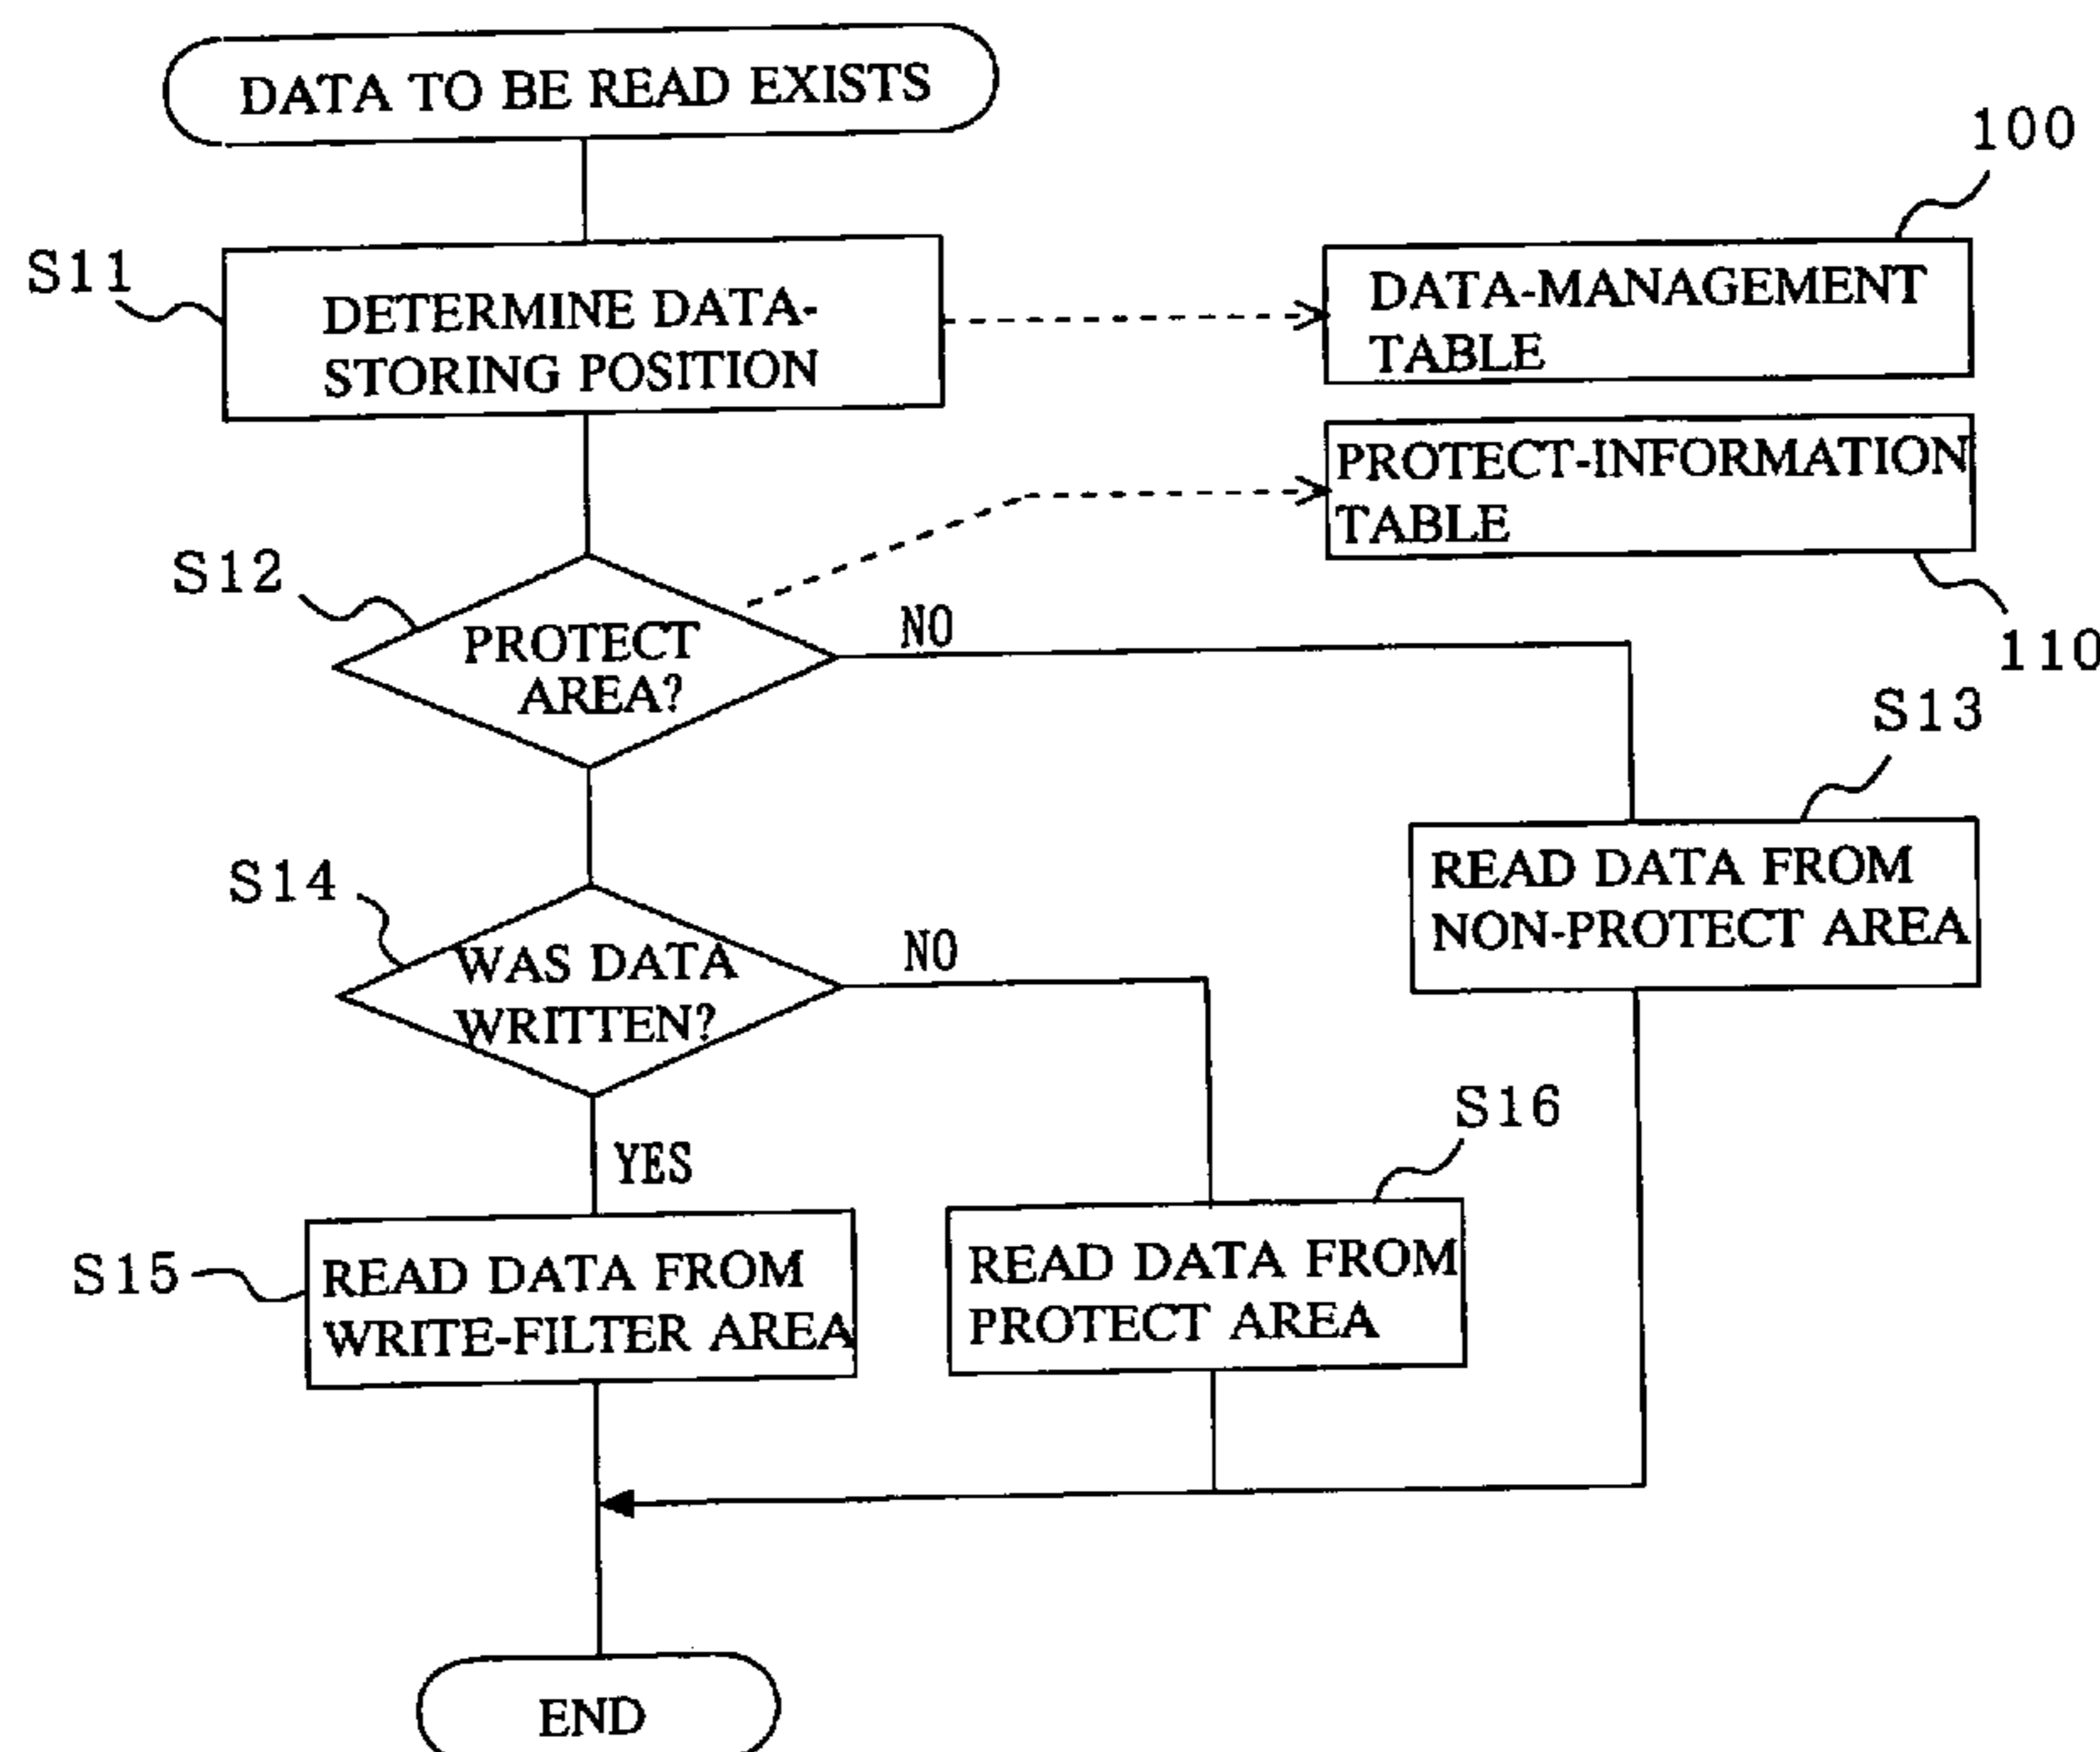 DATA TO BE READ EXISTS
100
S11
DETERMINE DATA-
STORING POSITION
DATA-MANAGEMENT
TABLE
PROTECT-INFORMATION
TABLE
110
S12
PROTECT
AREA?
NO
S13
READ DATA FROM
NON-PROTECT AREA
S14
WAS DATA
WRITTEN?
NO
YES
S16
S15
READ DATA FROM
WRITE-FILTER AREA
READ DATA FROM
PROTECT AREA
END